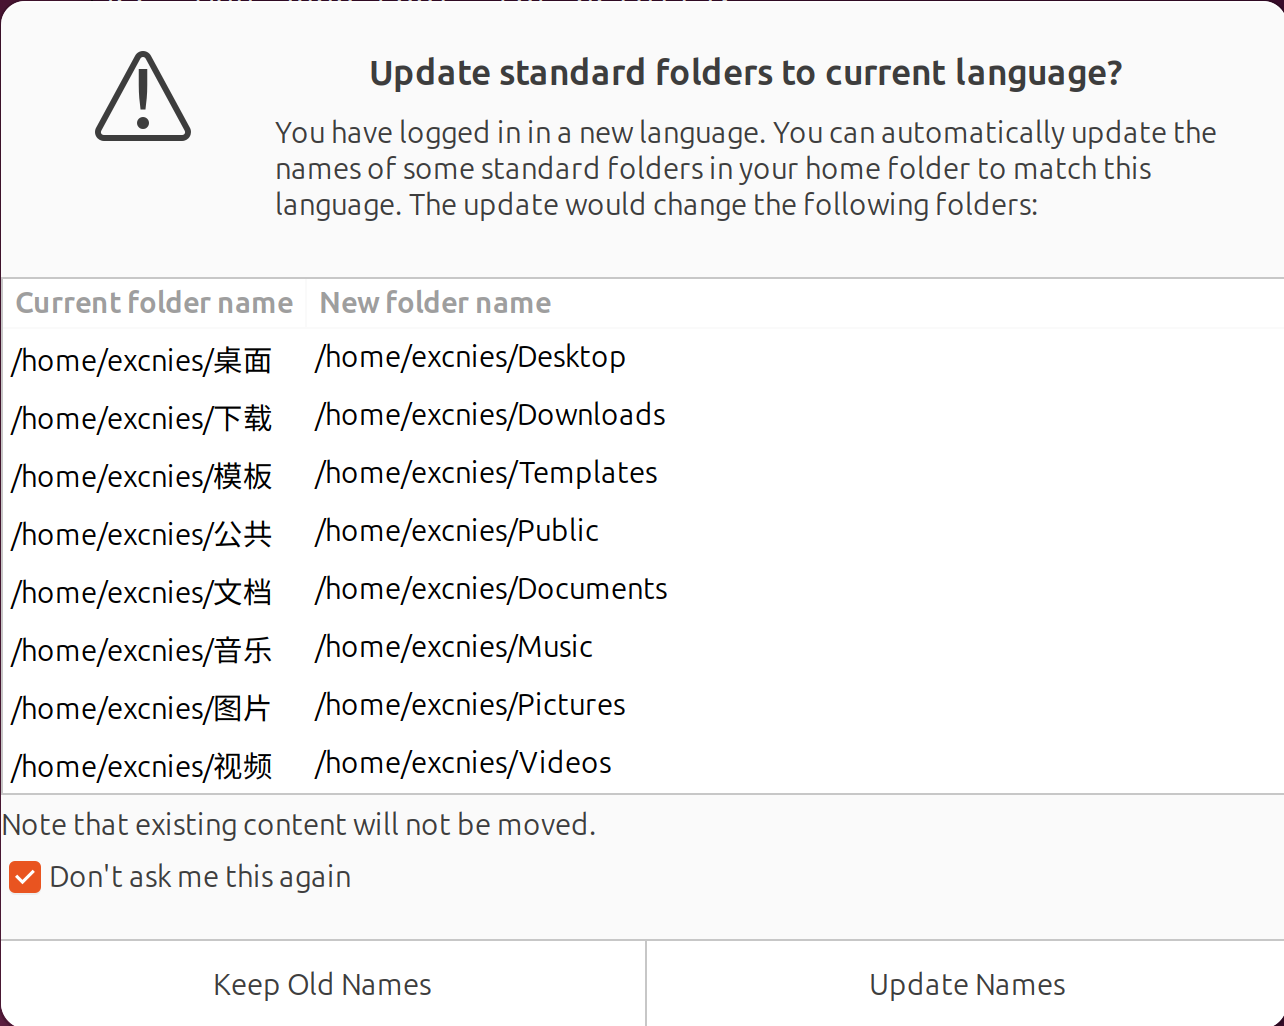 Update standard folders to current language?
You have logged in in a new language. You can automatically update the
names of some standard folders in your home folder to match this
language. The update would change the following folders:
Current folder name New folder name
/home/excnies/桌面 /home/excnies/Desktop
/home/excnies/下载 /home/excnies/Downloads
/home/excnies/模板 /home/excnies/Templates
/home/excnies/公共 /home/excnies/Public
/home/excnies/文档 /home/excnies/Documents
/home/excnies/音乐 /home/excnies/Music
/home/excnies/图片 /home/excnies/Pictures
/home/excnies/视频 /home/excnies/Videos
Note that existing content will not be moved.
Don't ask me this again
Keep Old Names Update Names